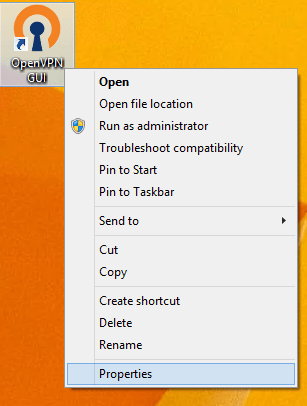 OpenVPN
GUI
Open
Open file location
Run as administrator
Troubleshoot compatibility
Pin to Start
Pin to Taskbar
Send to
Cut
Copy
Create shortcut
Delete
Rename
Properties